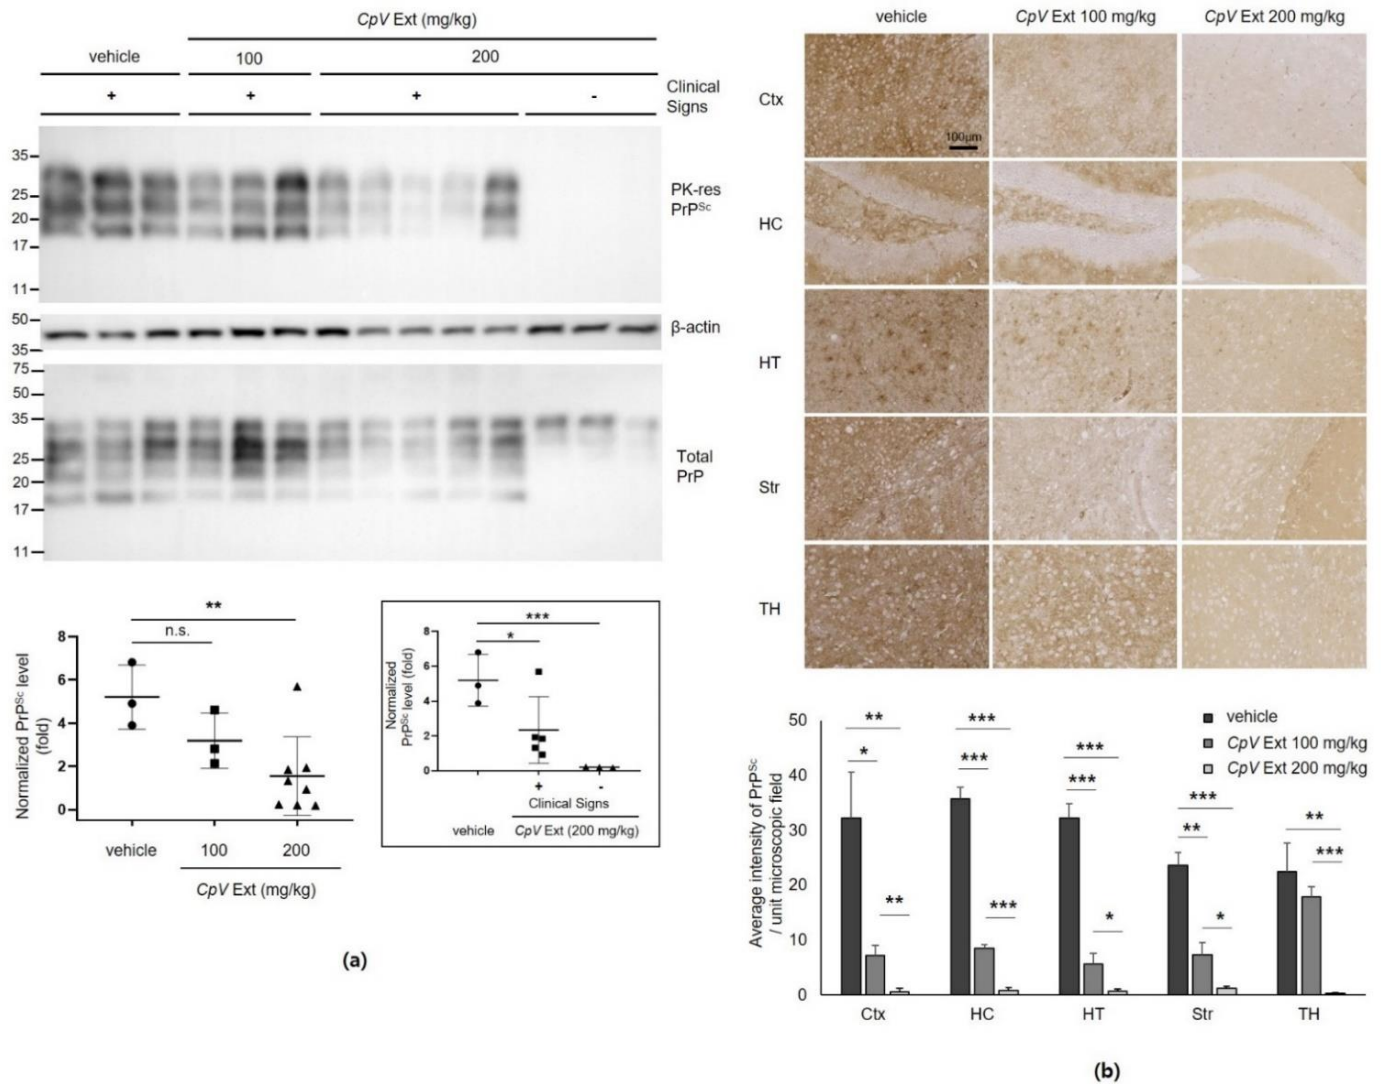 CpV Ext (mg/kg)
vehicle 100 200
+ + + - Clinical Signs
35
25
20
17
11
PK-res
PrPSc
50
35
β-actin
75
50
35
25
20
17
11
Total
PrP
**
n.s.
8
6
4
2
0
Normalized PrPSc level
(fold)
vehicle 100 200
CpV Ext (mg/kg)
***
*
8
6
4
2
0
Normalized
PrPSc level (fold)
+ -
Clinical Signs
vehicle CpV Ext (200 mg/kg)
(a)
vehicle CpV Ext 100 mg/kg CpV Ext 200 mg/kg
Ctx
100μm
HC
HT
Str
TH
50
40
30
20
10
0
Average intensity of PrPSc
/ unit microscopic field
vehicle
CpV Ext 100 mg/kg
CpV Ext 200 mg/kg
** * **
*** *** ***
*** *** *
*** ** *
** ***
Ctx HC HT Str TH
(b)